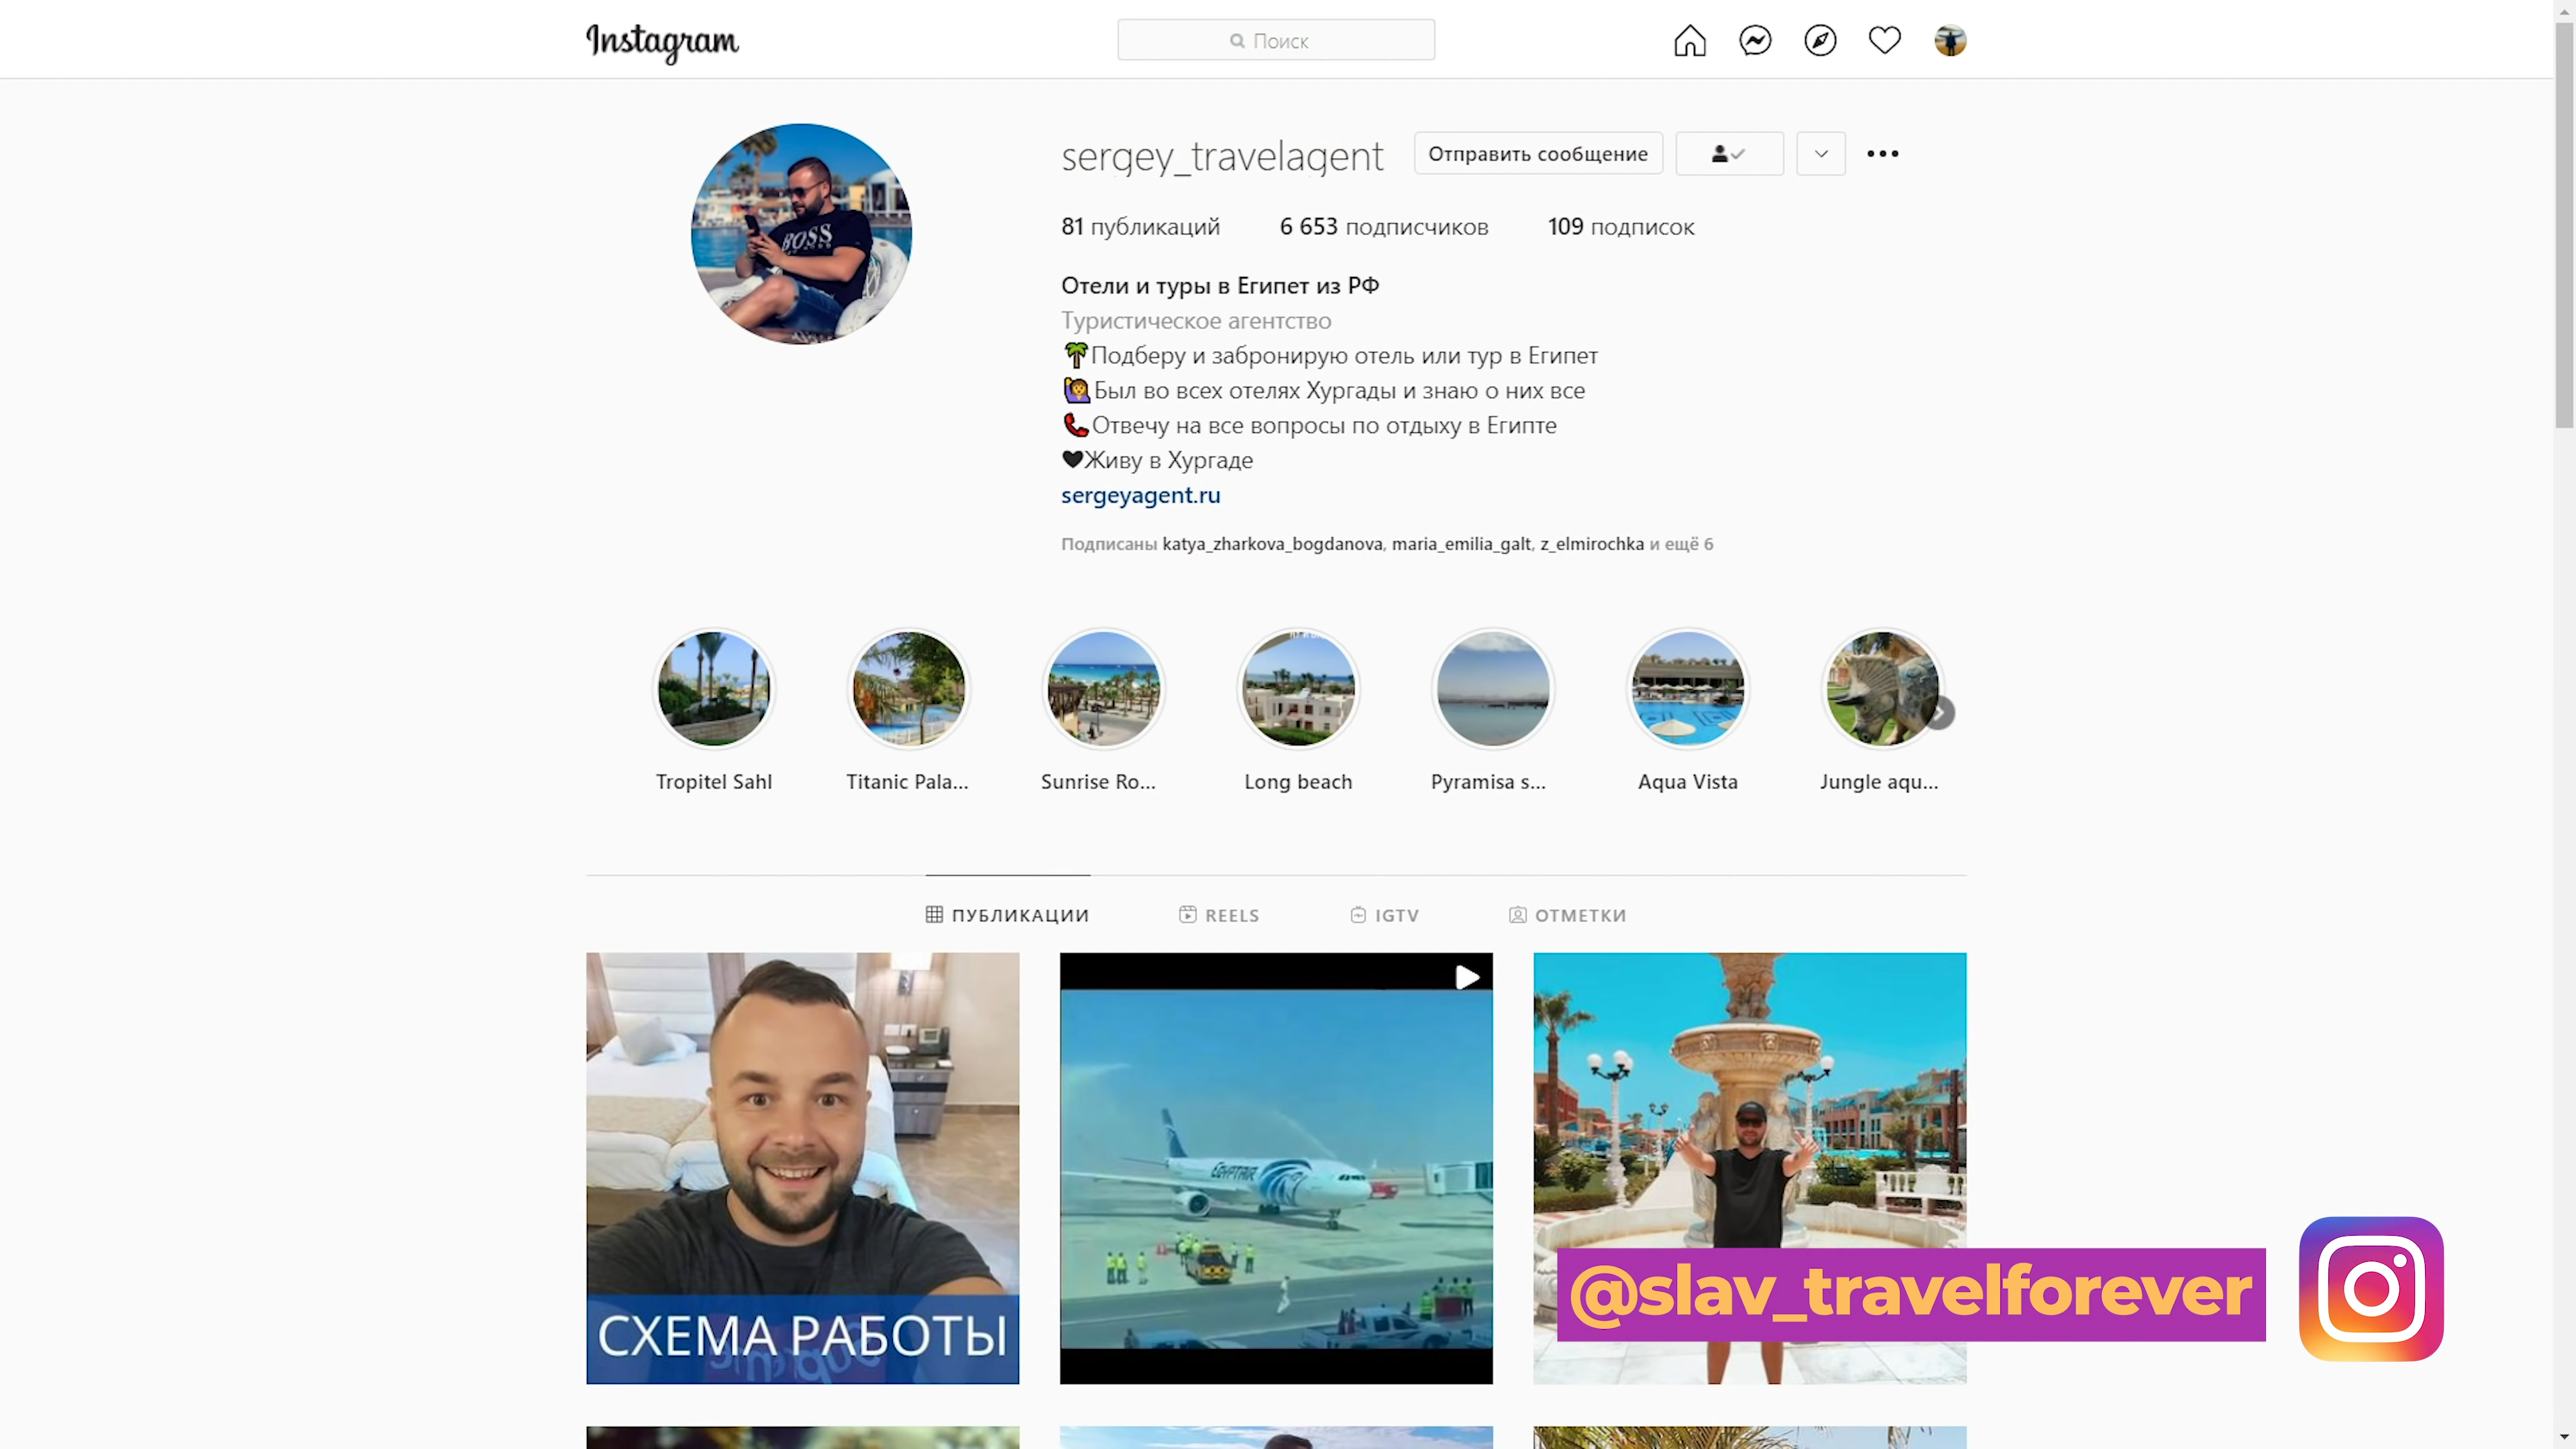 Instagram
Поиск
sergey_travelagent
Отправить сообщение
81 публикаций 6 653 подписчиков 109 подписок
Отели и туры в Египет из РФ
Туристическое агентство
🌴Подберу и забронирую отель или тур в Египет
🙋Был во всех отелях Хургады и знаю о них все
📞Отвечу на все вопросы по отдыху в Египте
🖤Живу в Хургаде
sergeyagent.ru
Подписаны katya_zharkova_bogdanova, maria_emilia_galt, z_elmirochka и ещё 6
Tropitel Sahl
Titanic Pala...
Sunrise Ro...
Long beach
Pyramisa s...
Aqua Vista
Jungle aqu...
ПУБЛИКАЦИИ
REELS
IGTV
ОТМЕТКИ
BOSS
EGYPTAIR
СХЕМА РАБОТЫ
@slav_travelforever